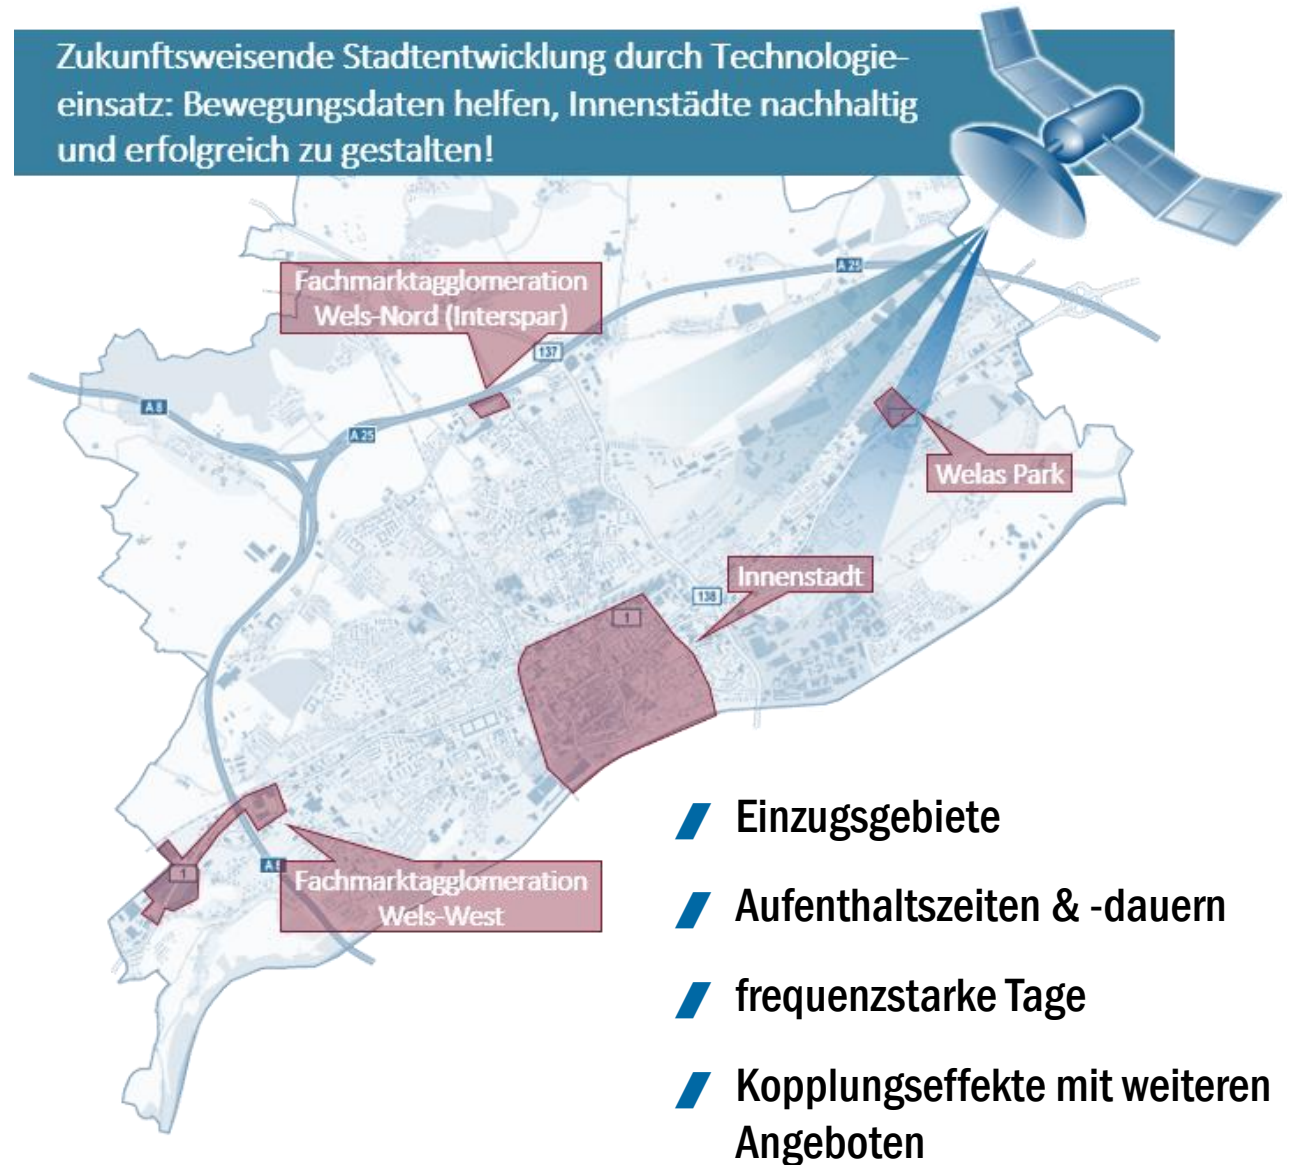 Zukunftsweisende Stadtentwicklung durch Technologie-
einsatz: Bewegungsdaten helfen, Innenstädte nachhaltig
und erfolgreich zu gestalten!
A 25
Fachmarktagglomeration
Wels-Nord (Interspar)
137
A 8
A 25
Welas Park
Innenstadt
138
1
Einzugsgebiete
1
A 8
Fachmarktagglomeration
Wels-West
Aufenthaltszeiten & -dauern
frequenzstarke Tage
Kopplungseffekte mit weiteren
Angeboten